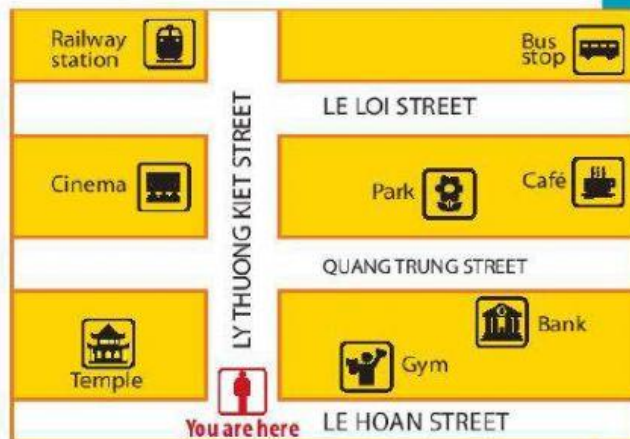 Railway
station
Bus
stop
LE LOI STREET
LY THUONG KIET STREET
Cinema
Park
Café
QUANG TRUNG STREET
Temple
Gym
Bank
You are here
LE HOAN STREET